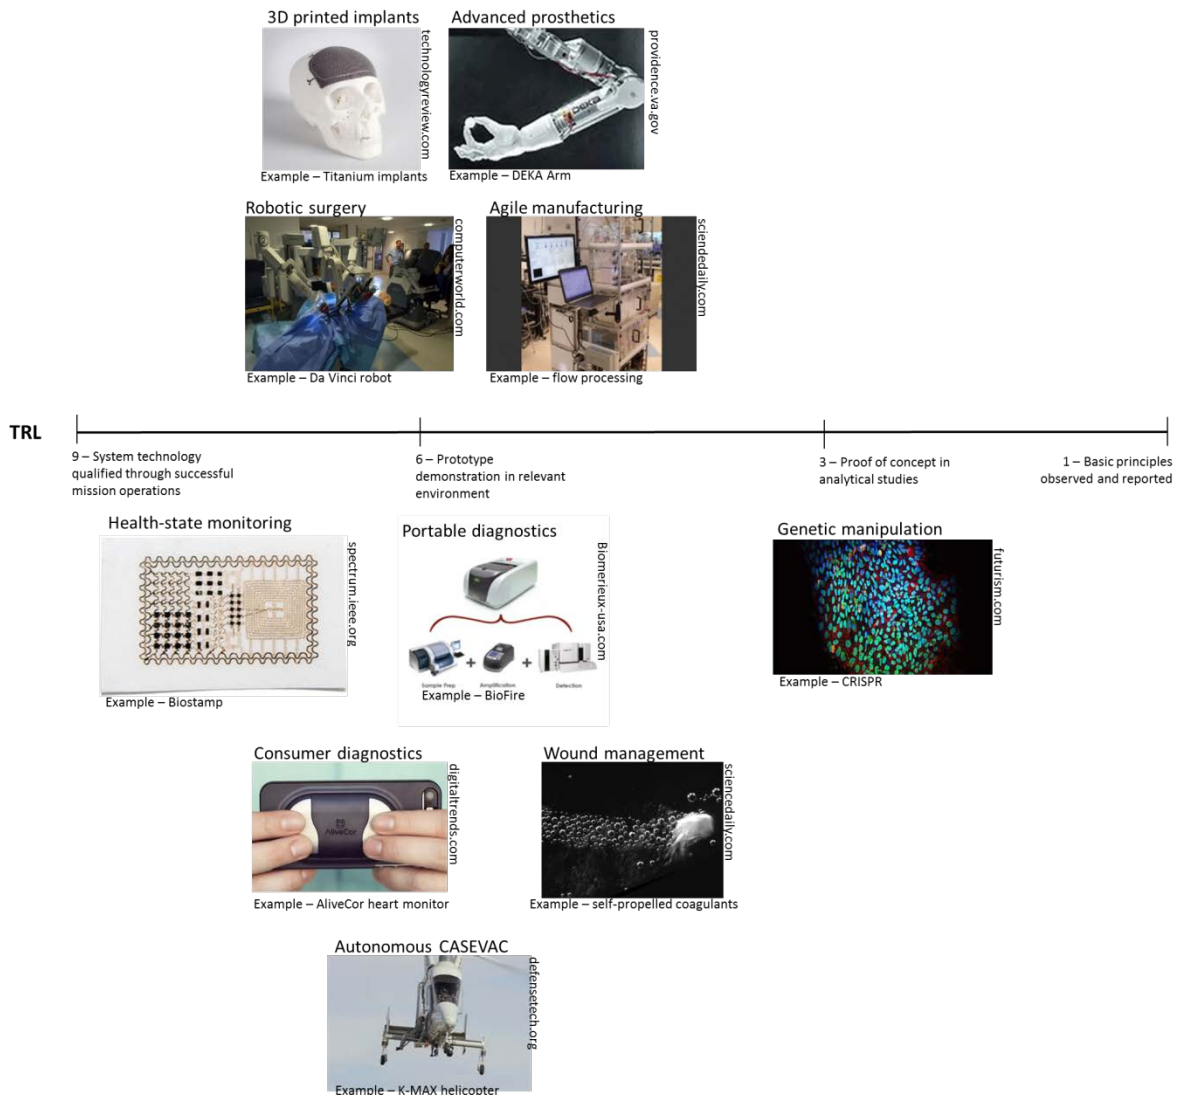 3D printed implants
technologyreview.com
Example – Titanium implants
Advanced prosthetics
DEKA
providence.va.gov
Example – DEKA Arm
Robotic surgery
computerworld.com
Example – Da Vinci robot
Agile manufacturing
sciendedaily.com
Example – flow processing
TRL
9 – System technology
qualified through successful
mission operations
6 – Prototype
demonstration in relevant
environment
3 – Proof of concept in
analytical studies
1 – Basic principles
observed and reported
Health-state monitoring
spectrum.ieee.org
Example – Biostamp
Portable diagnostics
Biomerieux-usa.com
+
+
Sample Prep
Amplification
Detection
Example – BioFire
Genetic manipulation
futurism.com
Example – CRISPR
Consumer diagnostics
AliveCor
digitaltrends.com
Example – AliveCor heart monitor
Wound management
sciencedaily.com
Example – self-propelled coagulants
Autonomous CASEVAC
defensetech.org
Example – K-MAX helicopter